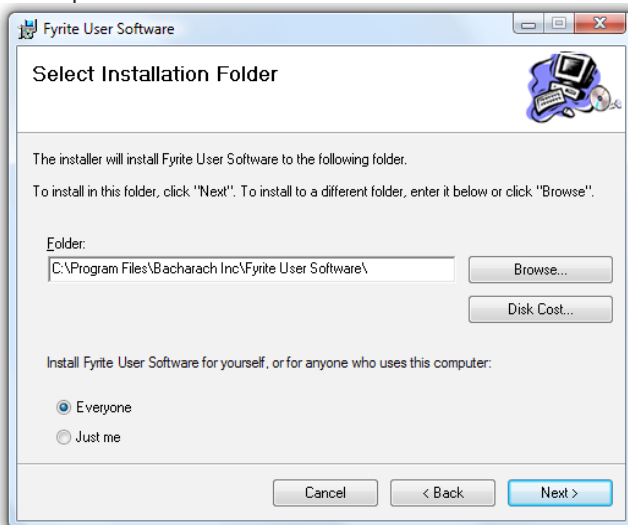 Fyrite User Software
Select Installation Folder
The installer will install Fyrite User Software to the following folder.
To install in this folder, click "Next". To install to a different folder, enter it below or click "Browse".
Folder:
C:\Program Files\Bacharach Inc\Fyrite User Software\
Browse...
Disk Cost...
Install Fyrite User Software for yourself, or for anyone who uses this computer:
Everyone
Just me
Cancel
< Back
Next >